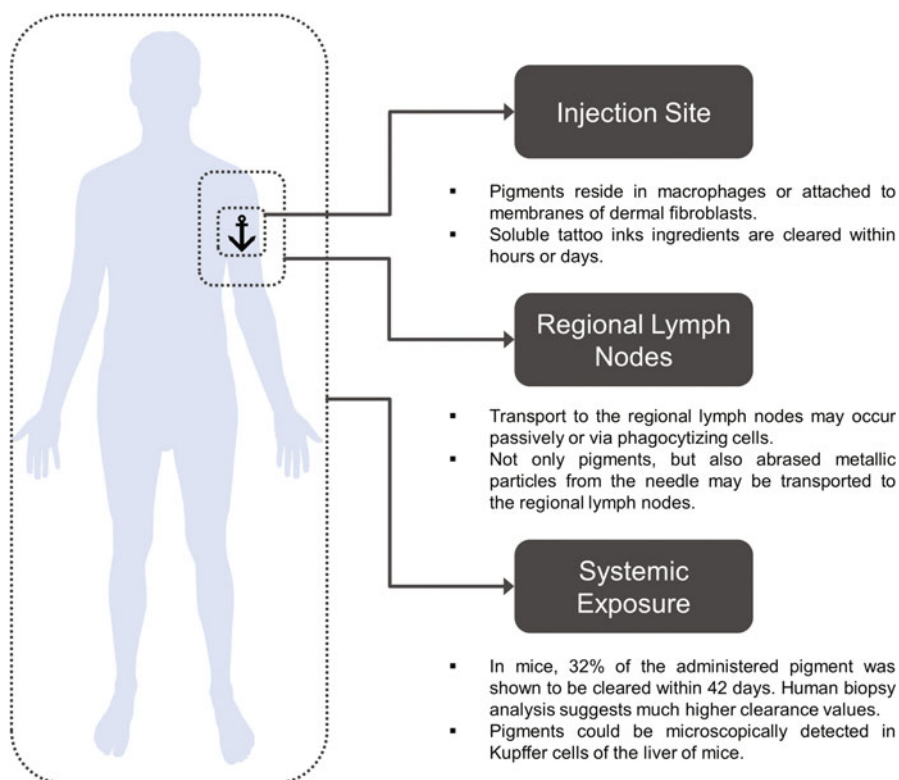 Injection Site
▪ Pigments reside in macrophages or attached to
membranes of dermal fibroblasts.
▪ Soluble tattoo inks ingredients are cleared within
hours or days.
Regional Lymph
Nodes
▪ Transport to the regional lymph nodes may occur
passively or via phagocytizing cells.
▪ Not only pigments, but also abrased metallic
particles from the needle may be transported to
the regional lymph nodes.
Systemic
Exposure
▪ In mice, 32% of the administered pigment was
shown to be cleared within 42 days. Human biopsy
analysis suggests much higher clearance values.
▪ Pigments could be microscopically detected in
Kupffer cells of the liver of mice.